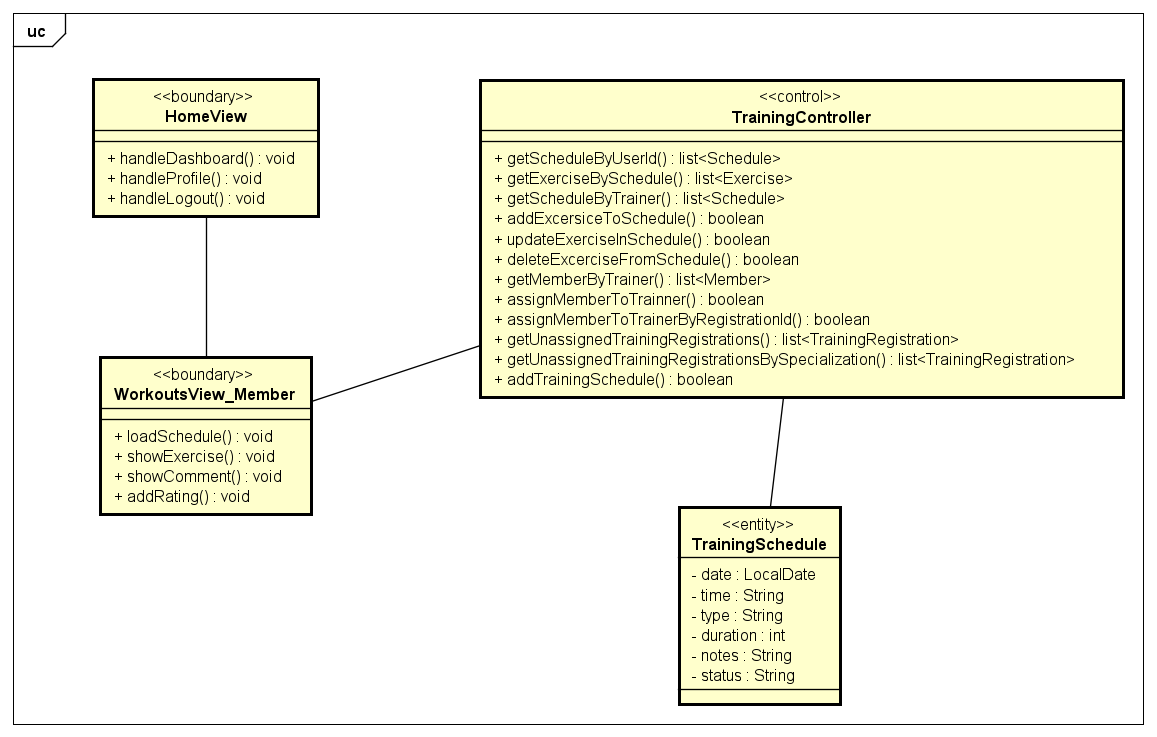 uc
<<boundary>>
HomeView
+ handleDashboard() : void
+ handleProfile() : void
+ handleLogout() : void
<<control>>
TrainingController
+ getScheduleByUserId() : list<Schedule>
+ getExerciseBySchedule() : list<Exercise>
+ getScheduleByTrainer() : list<Schedule>
+ addExcersiceToSchedule() : boolean
+ updateExerciseInSchedule() : boolean
+ deleteExcerciseFromSchedule() : boolean
+ getMemberByTrainer() : list<Member>
+ assignMemberToTrainner() : boolean
+ assignMemberToTrainerByRegistrationId() : boolean
+ getUnassignedTrainingRegistrations() : list<TrainingRegistration>
+ getUnassignedTrainingRegistrationsBySpecialization() : list<TrainingRegistration>
+ addTrainingSchedule() : boolean
<<boundary>>
WorkoutsView_Member
+ loadSchedule() : void
+ showExercise() : void
+ showComment() : void
+ addRating() : void
<<entity>>
TrainingSchedule
- date : LocalDate
- time : String
- type : String
- duration : int
- notes : String
- status : String